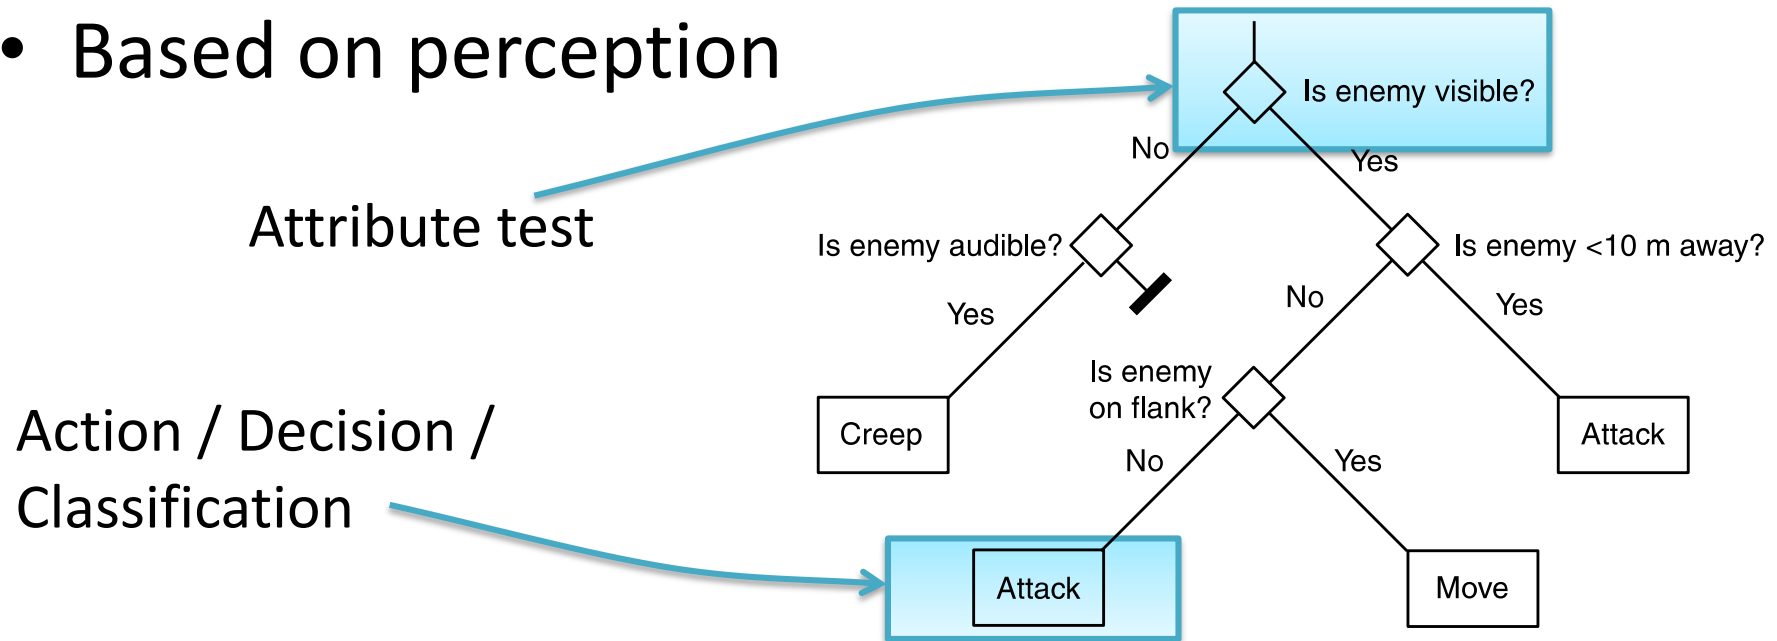 • Based on perception
Is enemy visible?
No
Yes
Attribute test
Is enemy audible?
Is enemy <10 m away?
Yes
No
Yes
Is enemy
on flank?
Action / Decision /
Classification
Creep
Attack
No
Yes
Attack
Move